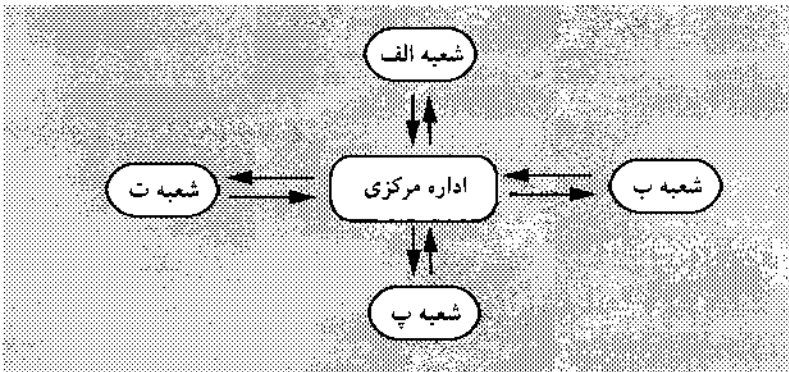 شعبه الف
شعبه ب
اداره مرکزی
شعبه ت
شعبه پ